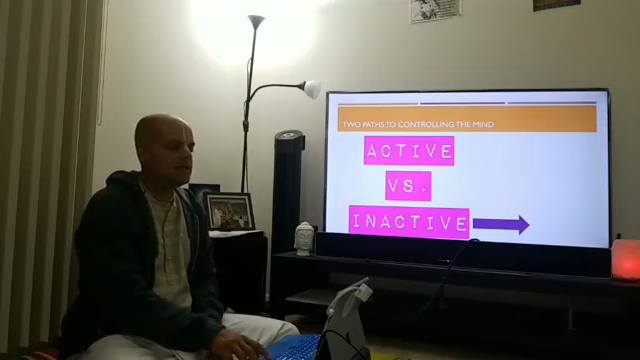 TWO PATHS TO CONTROLLING THE MIND
ACTIVE
VS.
INACTIVE